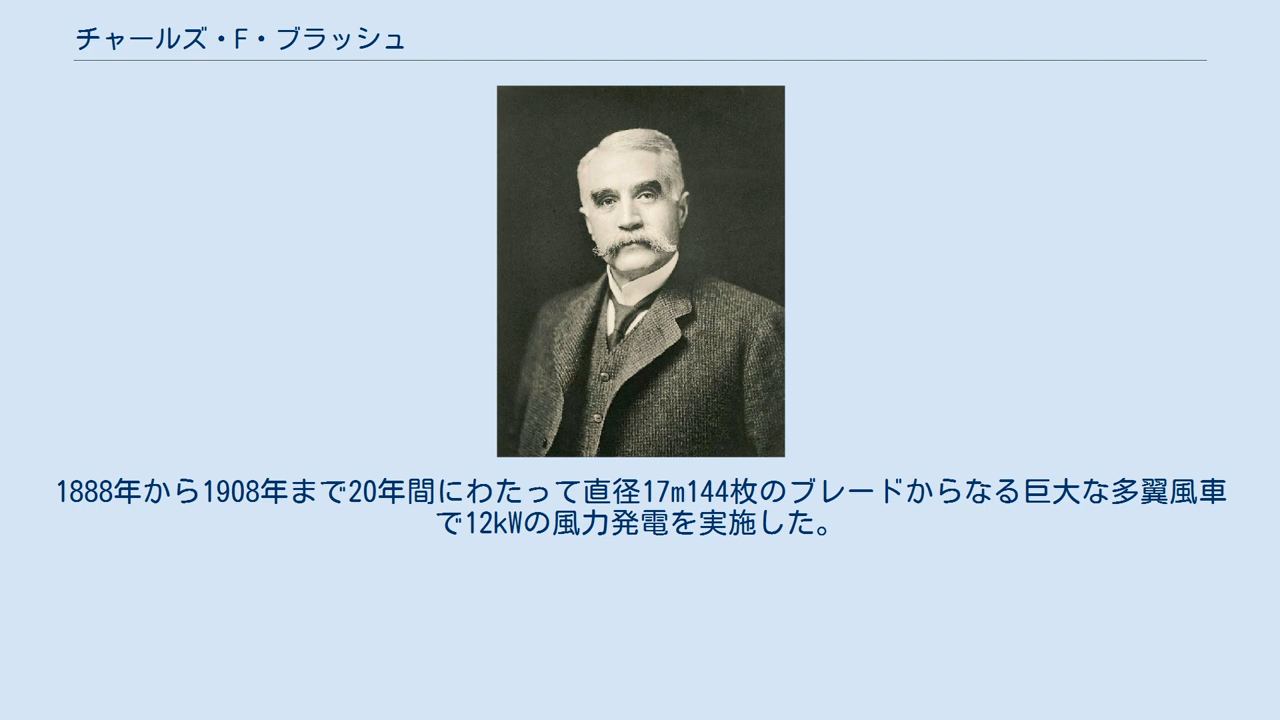 チャールズ・F・ブラッシュ
1888年から1908年まで20年間にわたって直径17m144枚のブレードからなる巨大な多翼風車
で12kWの風力発電を実施した。